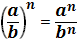 (a/b)^n = a^n/b^n